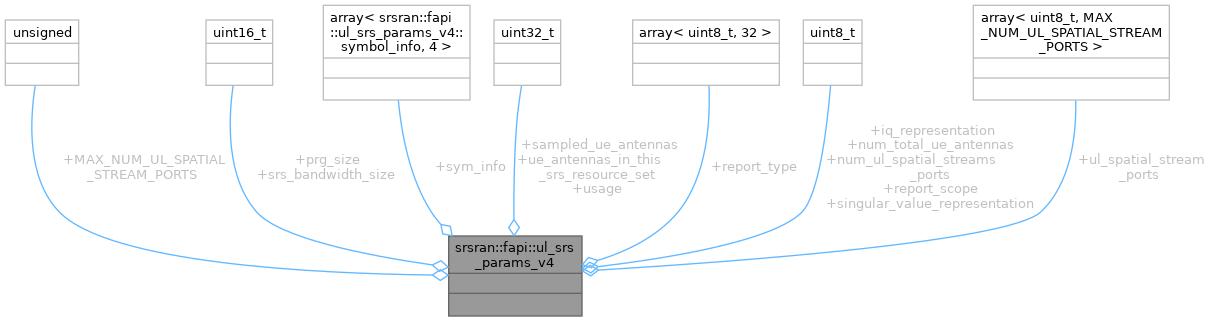 unsigned
uint16_t
array< srsran::fapi
::ul_srs_params_v4::
symbol_info, 4 >
uint32_t
array< uint8_t, 32 >
uint8_t
array< uint8_t, MAX
_NUM_UL_SPATIAL_STREAM
_PORTS >
+MAX_NUM_UL_SPATIAL
_STREAM_PORTS
+prg_size
+srs_bandwidth_size
+sym_info
+sampled_ue_antennas
+ue_antennas_in_this
_srs_resource_set
+usage
+report_type
+iq_representation
+num_total_ue_antennas
+num_ul_spatial_streams
_ports
+report_scope
+singular_value_representation
+ul_spatial_stream
_ports
srsran::fapi::ul_srs
_params_v4